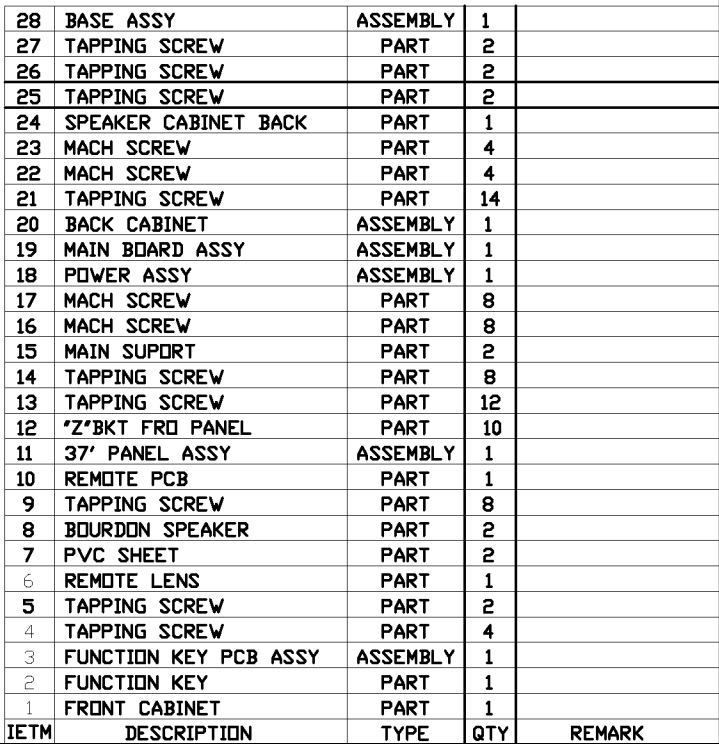 28 BASE ASSY ASSEMBLY 1
27 TAPPING SCREW PART 2
26 TAPPING SCREW PART 2
25 TAPPING SCREW PART 2
24 SPEAKER CABINET BACK PART 1
23 MACH SCREW PART 4
22 MACH SCREW PART 4
21 TAPPING SCREW PART 14
20 BACK CABINET ASSEMBLY 1
19 MAIN BOARD ASSY ASSEMBLY 1
18 POWER ASSY ASSEMBLY 1
17 MACH SCREW PART 8
16 MACH SCREW PART 8
15 MAIN SUPORT PART 2
14 TAPPING SCREW PART 8
13 TAPPING SCREW PART 12
12 "Z"BKT FRO PANEL PART 10
11 37' PANEL ASSY ASSEMBLY 1
10 REMOTE PCB PART 1
9 TAPPING SCREW PART 8
8 BOURDON SPEAKER PART 2
7 PVC SHEET PART 2
6 REMOTE LENS PART 1
5 TAPPING SCREW PART 2
4 TAPPING SCREW PART 4
3 FUNCTION KEY PCB ASSY ASSEMBLY 1
2 FUNCTION KEY PART 1
1 FRONT CABINET PART 1
IETM DESCRIPTION TYPE QTY REMARK